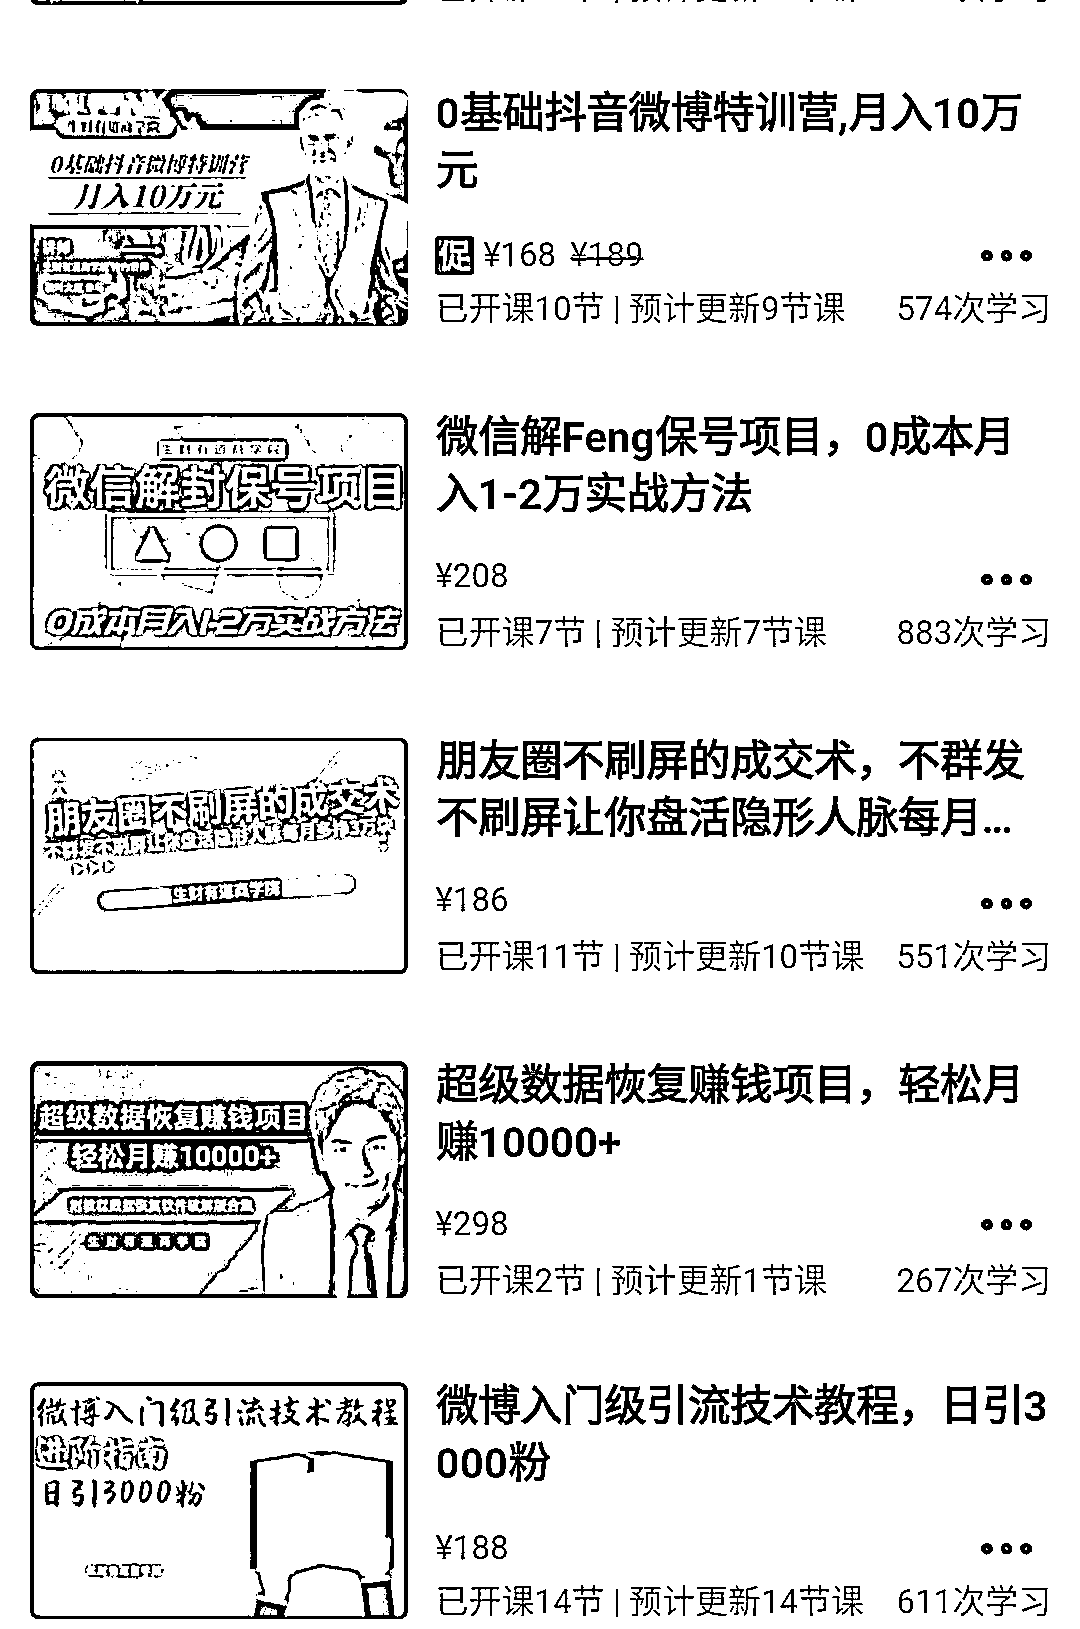 0基础抖音微博特训营
月入10万元
0基础抖音微博特训营,月入10万
元
促 ¥168 ¥189
已开课10节 | 预计更新9节课 574次学习
生财有道商学院
微信解封保号项目
0成本月入1-2万实战方法
微信解Feng保号项目，0成本月
入1-2万实战方法
¥208
已开课7节 | 预计更新7节课 883次学习
朋友圈不刷屏的成交术
生财有道商学院
朋友圈不刷屏的成交术，不群发
不刷屏让你盘活隐形人脉每月...
¥186
已开课11节 | 预计更新10节课 551次学习
超级数据恢复赚钱项目
轻松月赚10000+
超级数据恢复赚钱项目，轻松月
赚10000+
¥298
已开课2节 | 预计更新1节课 267次学习
微博入门级引流技术教程
进阶指南
日引3000粉
微博入门级引流技术教程，日引3
000粉
¥188
已开课14节 | 预计更新14节课 611次学习